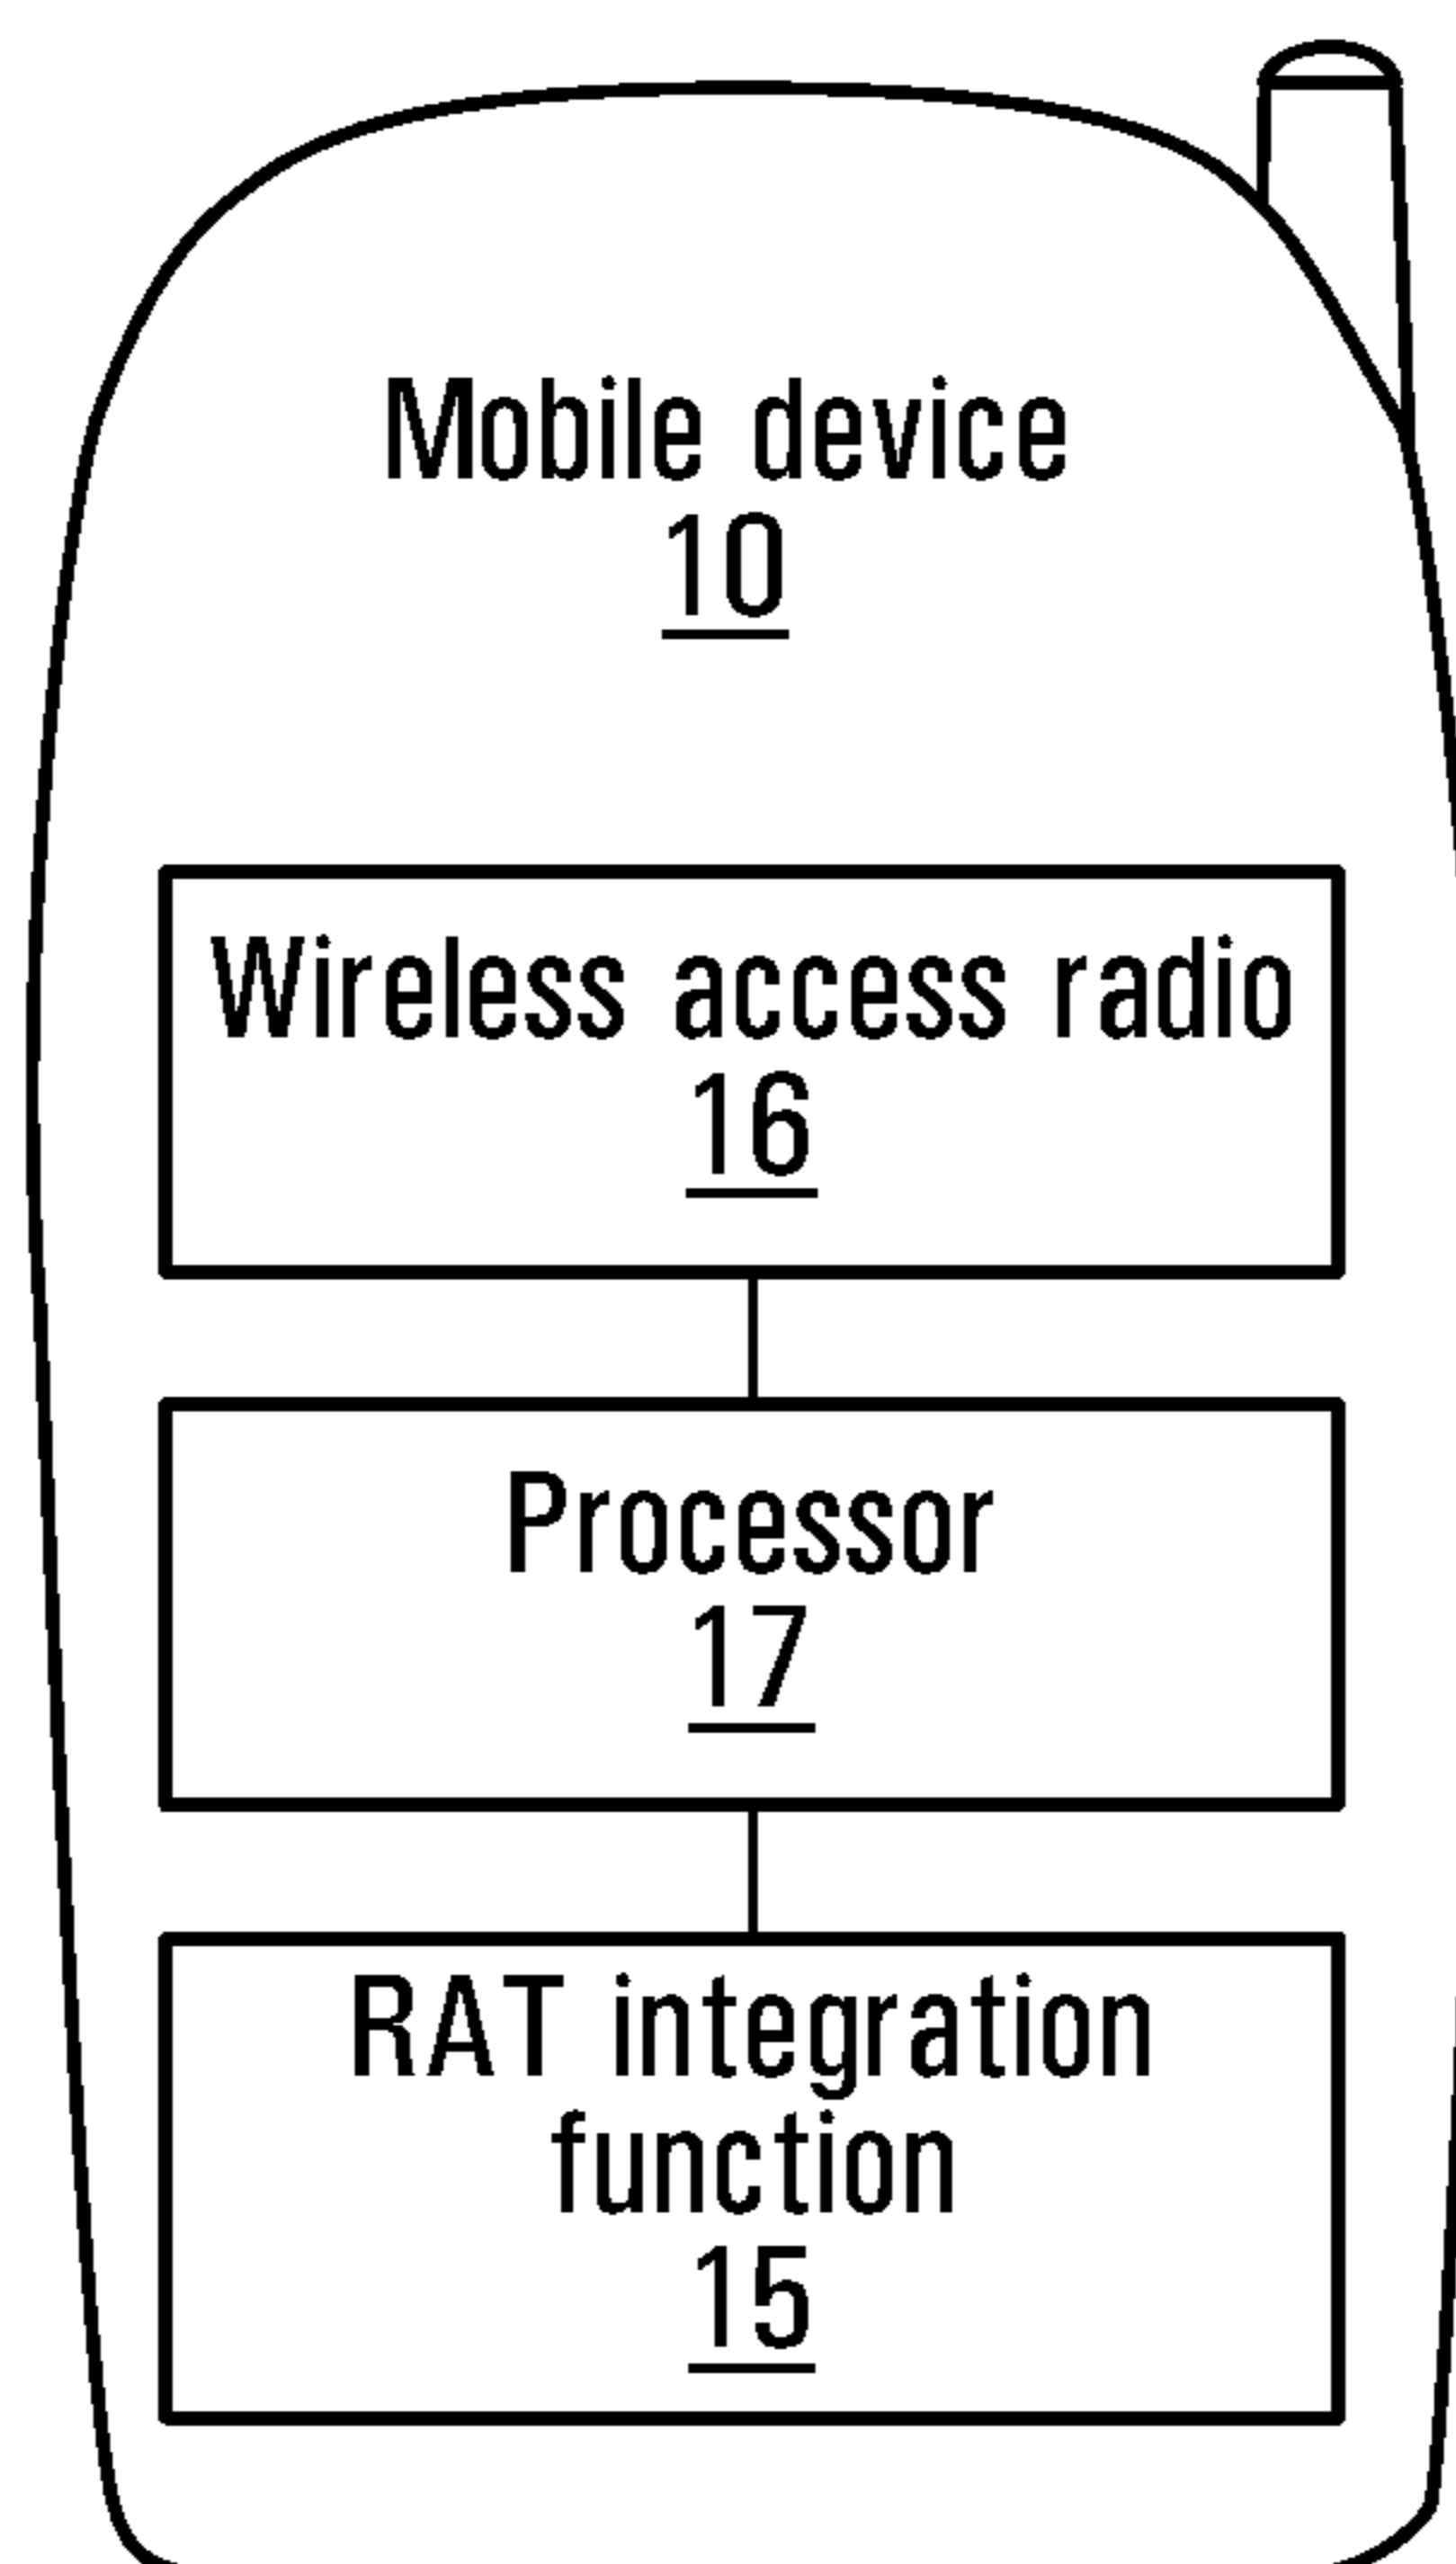 Mobile device
10
Wireless access radio
16
Processor
17
RAT integration
function
15